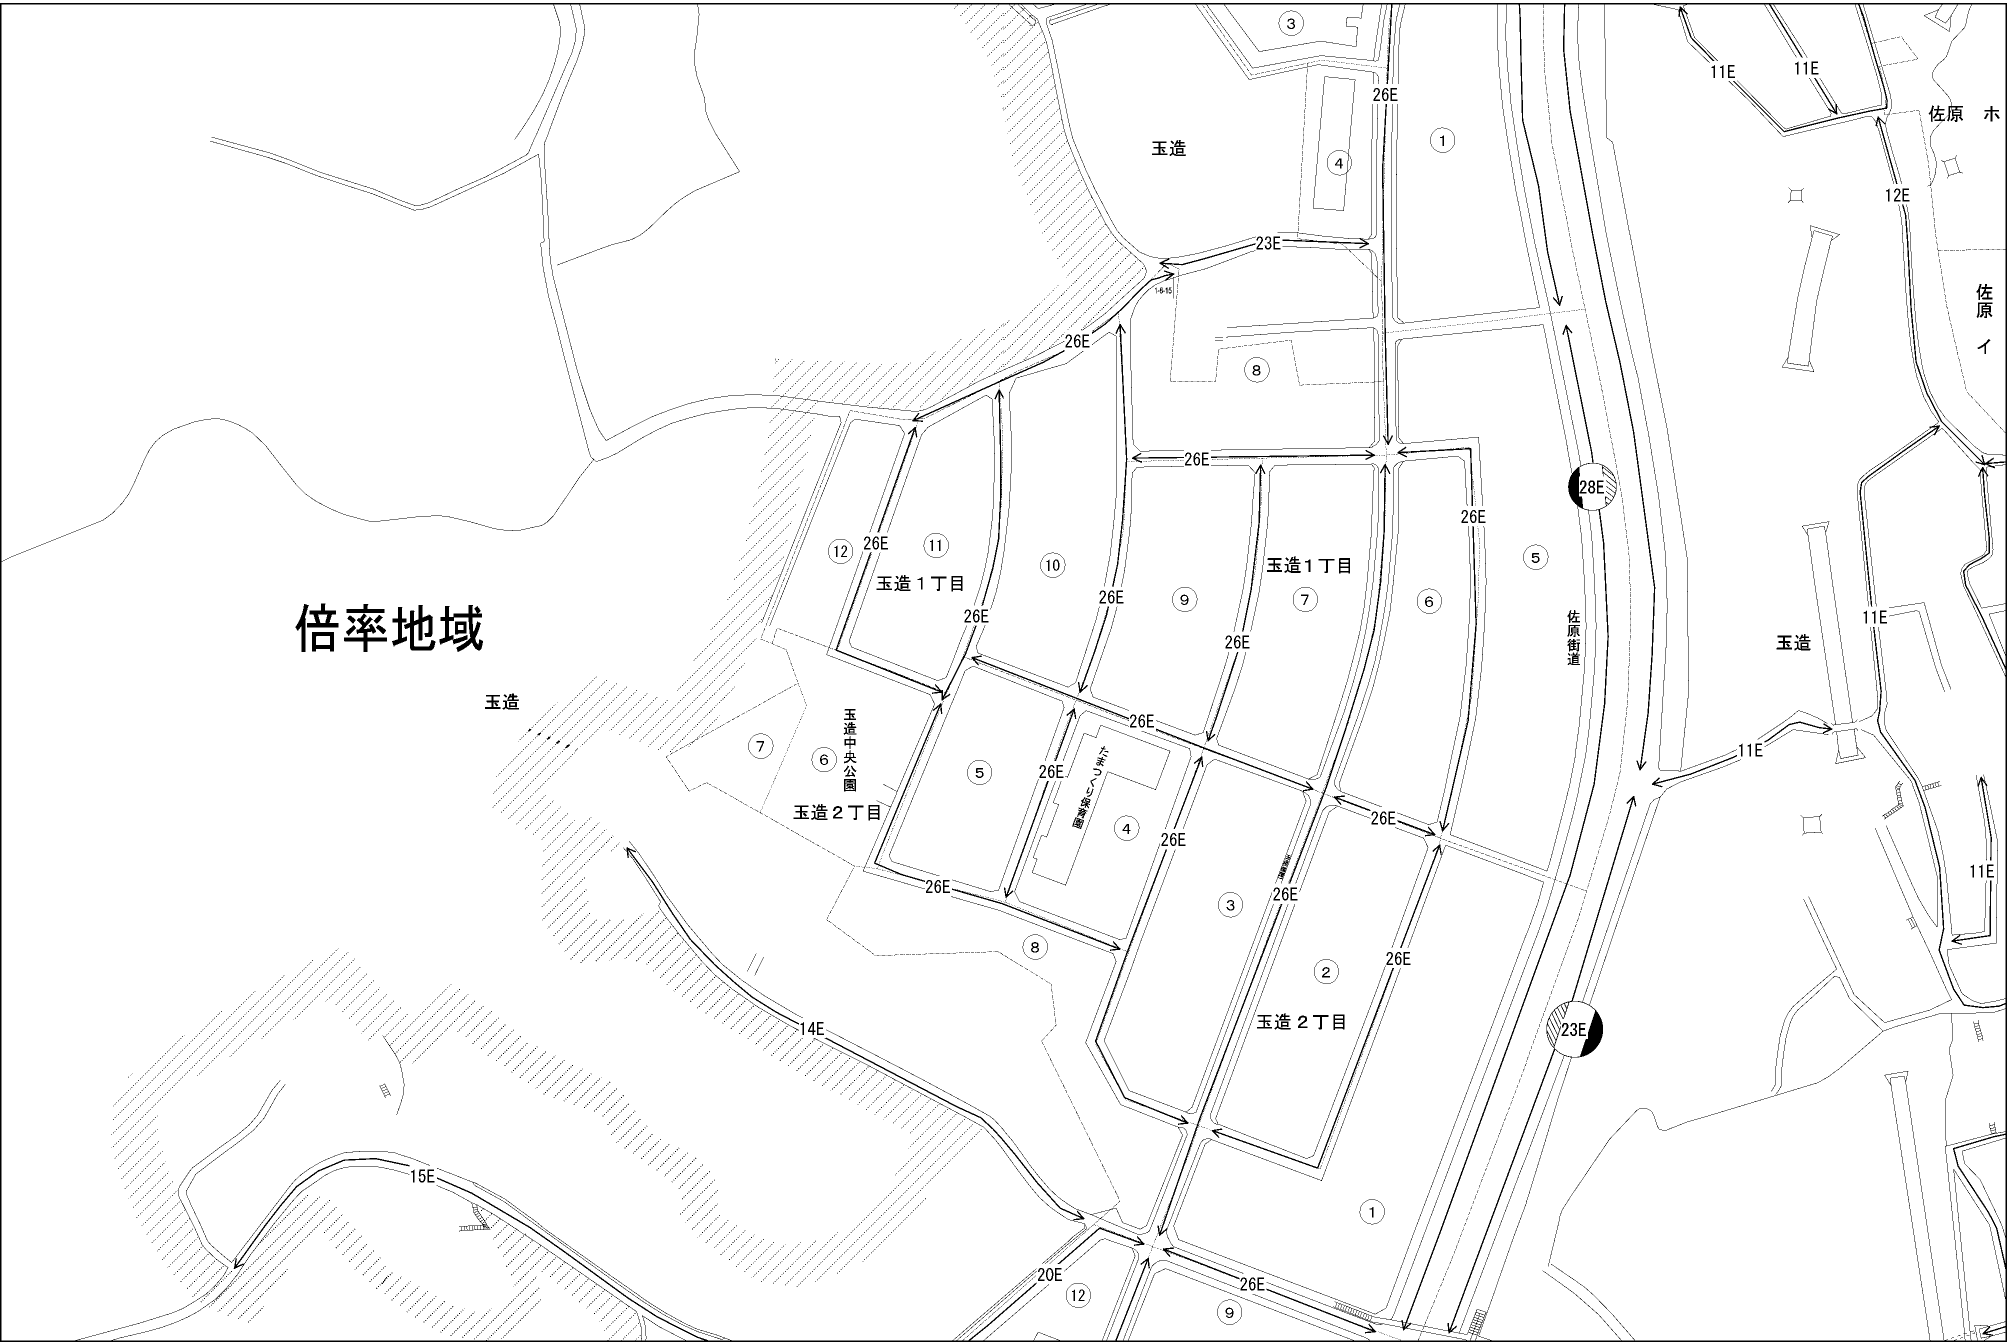 ③
11E
11E
26E
佐原 ホ
①
玉造
④
12E
23E
1-6-15
佐原 イ
26E
⑧
26E
28E
26E
⑫
26E
⑪
⑤
⑩
玉造1丁目
玉造１丁目
26E
⑨
⑦
⑥
倍率地域
26E
11E
佐原街道
26E
玉造
玉造
玉造中央公園
26E
⑦
⑥
11E
⑤
26E
たまつくり保育園
玉造２丁目
④
26E
26E
11E
26E
26E
③
⑧
26E
②
14E
玉造２丁目
23E
15E
①
20E
26E
⑫
⑨